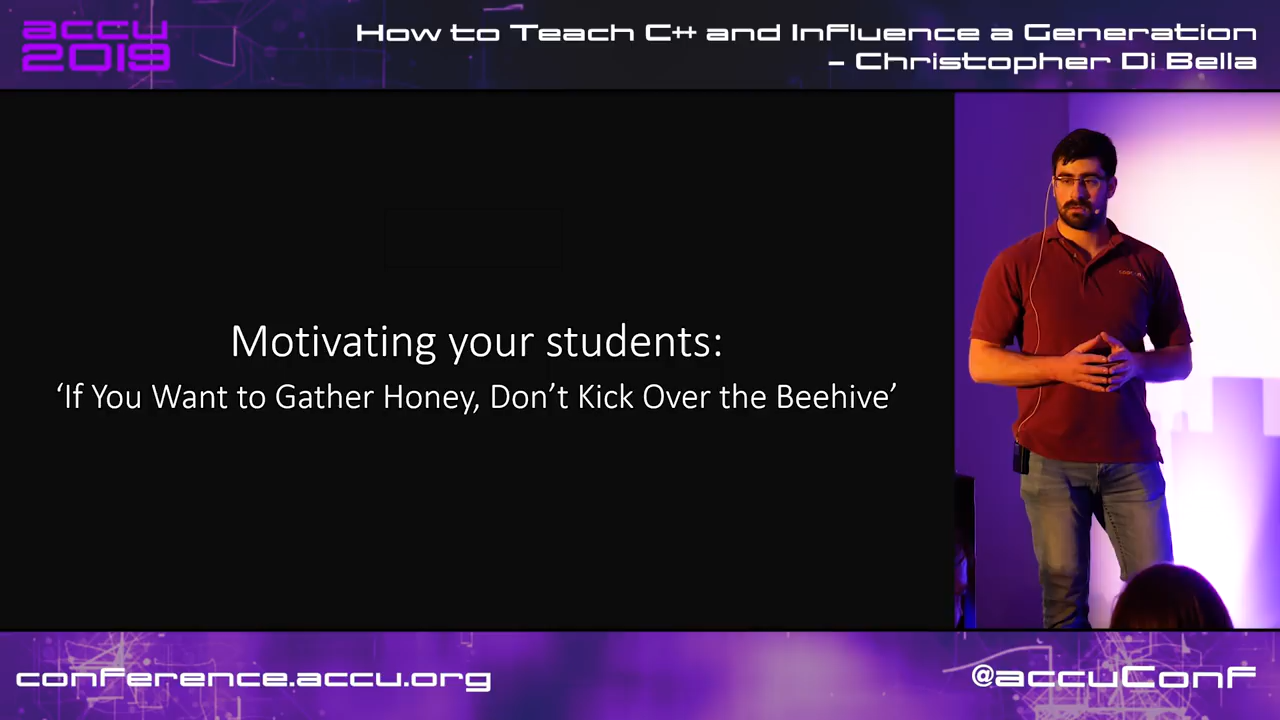 accu
2019
How to Teach C++ and Influence a Generation
– Christopher Di Bella
Motivating your students:
‘If You Want to Gather Honey, Don’t Kick Over the Beehive’
conference.accu.org
@accuConf